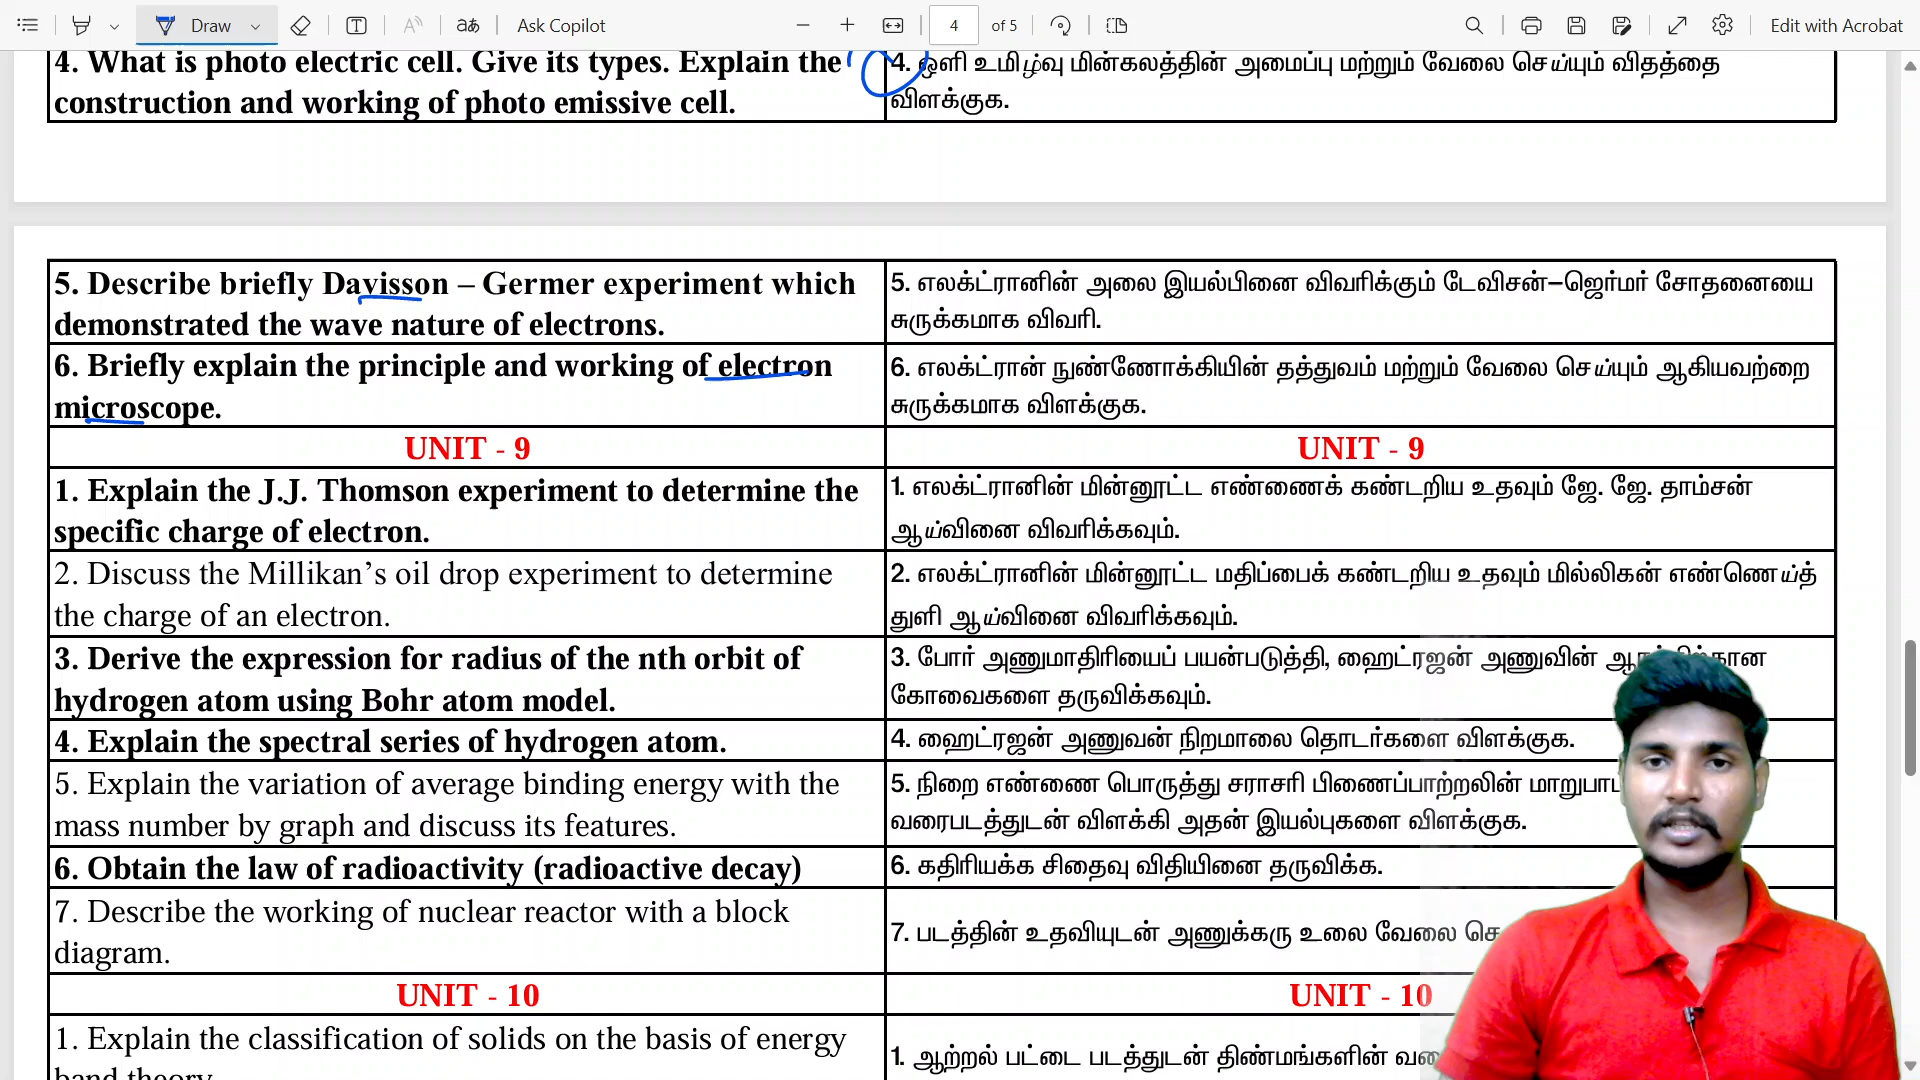 Draw
Ask Copilot
4 of 5
Edit with Acrobat
4. What is photo electric cell. Give its types. Explain the
construction and working of photo emissive cell.
4. ஒளி உமிழ்வு மின்கலத்தின் அமைப்பு மற்றும் வேலை செய்யும் விதத்தை
விளக்குக.
5. Describe briefly Davisson – Germer experiment which
demonstrated the wave nature of electrons.
5. எலக்ட்ரானின் அலை இயல்பினை விவரிக்கும் டேவிசன்–ஜெர்மர் சோதனையை
சுருக்கமாக விவரி.
6. Briefly explain the principle and working of electron
microscope.
6. எலக்ட்ரான் நுண்ணோக்கியின் தத்துவம் மற்றும் வேலை செய்யும் ஆகியவற்றை
சுருக்கமாக விளக்குக.
UNIT - 9
UNIT - 9
1. Explain the J.J. Thomson experiment to determine the
specific charge of electron.
1. எலக்ட்ரானின் மின்னூட்ட எண்ணைக் கண்டறிய உதவும் ஜே. ஜே. தாம்சன்
ஆய்வினை விவரிக்கவும்.
2. Discuss the Millikan’s oil drop experiment to determine
the charge of an electron.
2. எலக்ட்ரானின் மின்னூட்ட மதிப்பைக் கண்டறிய உதவும் மில்லிகன் எண்ணெய்த்
துளி ஆய்வினை விவரிக்கவும்.
3. Derive the expression for radius of the nth orbit of
hydrogen atom using Bohr atom model.
3. போர் அணுமாதிரியைப் பயன்படுத்தி, ஹைட்ரஜன் அணுவின்
கோவைகளை தருவிக்கவும்.
4. Explain the spectral series of hydrogen atom.
4. ஹைட்ரஜன் அணுவன் நிறமாலை தொடர்களை விளக்குக.
5. Explain the variation of average binding energy with the
mass number by graph and discuss its features.
5. நிறை எண்ணை பொருத்து சராசரி பிணைப்பாற்றலின்
வரைபடத்துடன் விளக்கி அதன் இயல்புகளை விளக்குக.
6. Obtain the law of radioactivity (radioactive decay)
6. கதிரியக்க சிதைவு விதியினை தருவிக்க.
7. Describe the working of nuclear reactor with a block
diagram.
7. படத்தின் உதவியுடன் அணுக்கரு உலை வேலை
UNIT - 10
UNIT - 10
1. Explain the classification of solids on the basis of energy
band theory
1. ஆற்றல் பட்டை படத்துடன் திண்மங்களின்